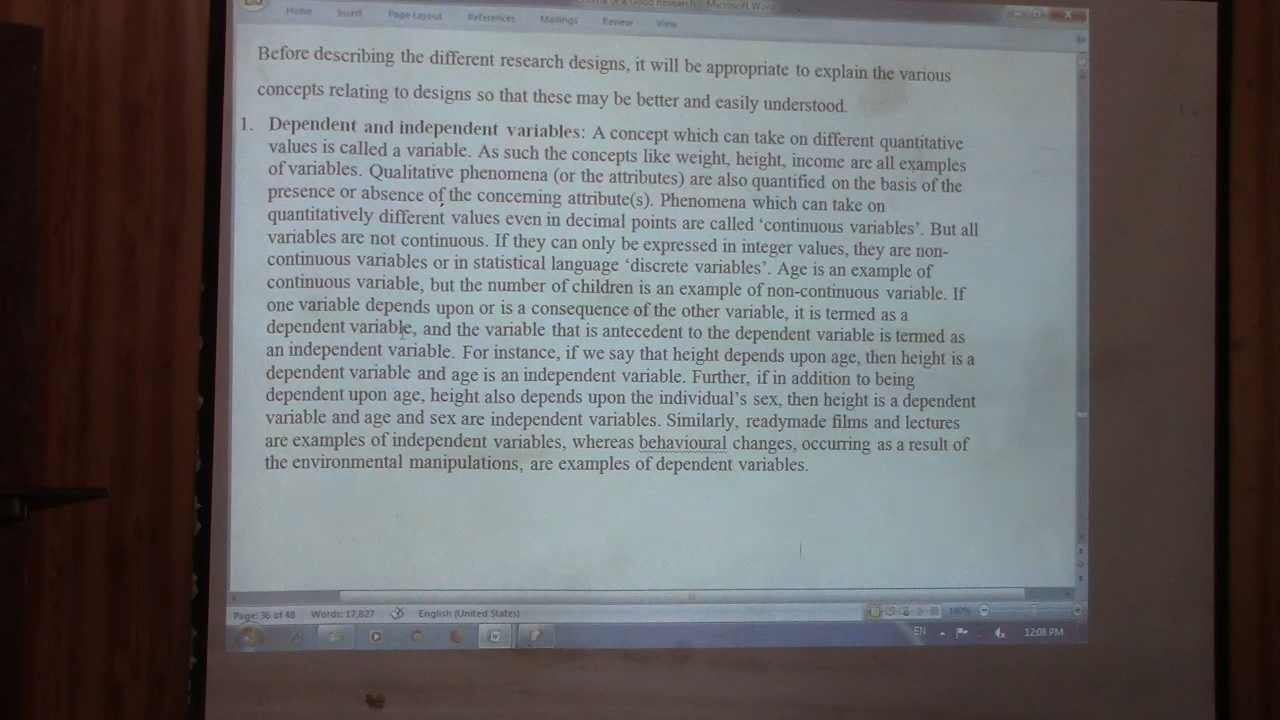 Microsoft Word
Home Insert Page Layout References Mailings Review View
Before describing the different research designs, it will be appropriate to explain the various
concepts relating to designs so that these may be better and easily understood.
1. Dependent and independent variables: A concept which can take on different quantitative
values is called a variable. As such the concepts like weight, height, income are all examples
of variables. Qualitative phenomena (or the attributes) are also quantified on the basis of the
presence or absence of the concerning attribute(s). Phenomena which can take on
quantitatively different values even in decimal points are called ‘continuous variables’. But all
variables are not continuous. If they can only be expressed in integer values, they are non-
continuous variables or in statistical language ‘discrete variables’. Age is an example of
continuous variable, but the number of children is an example of non-continuous variable. If
one variable depends upon or is a consequence of the other variable, it is termed as a
dependent variable, and the variable that is antecedent to the dependent variable is termed as
an independent variable. For instance, if we say that height depends upon age, then height is a
dependent variable and age is an independent variable. Further, if in addition to being
dependent upon age, height also depends upon the individual’s sex, then height is a dependent
variable and age and sex are independent variables. Similarly, readymade films and lectures
are examples of independent variables, whereas behavioural changes, occurring as a result of
the environmental manipulations, are examples of dependent variables.
Page: 36 of 48 Words: 17,827 English (United States) 140%
EN 12:08 PM